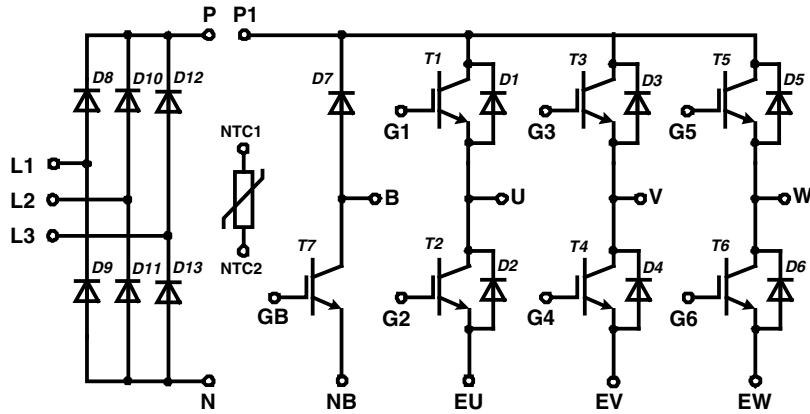 P P1
D8 D10 D12 D7 T1 D1 T3 D3 T5 D5
G1 G3 G5
NTC1
L1
L2 B U V W
L3
NTC2
D9 D11 D13 T7 T2 D2 T4 D4 T6 D6
GB G2 G4 G6
N NB EU EV EW